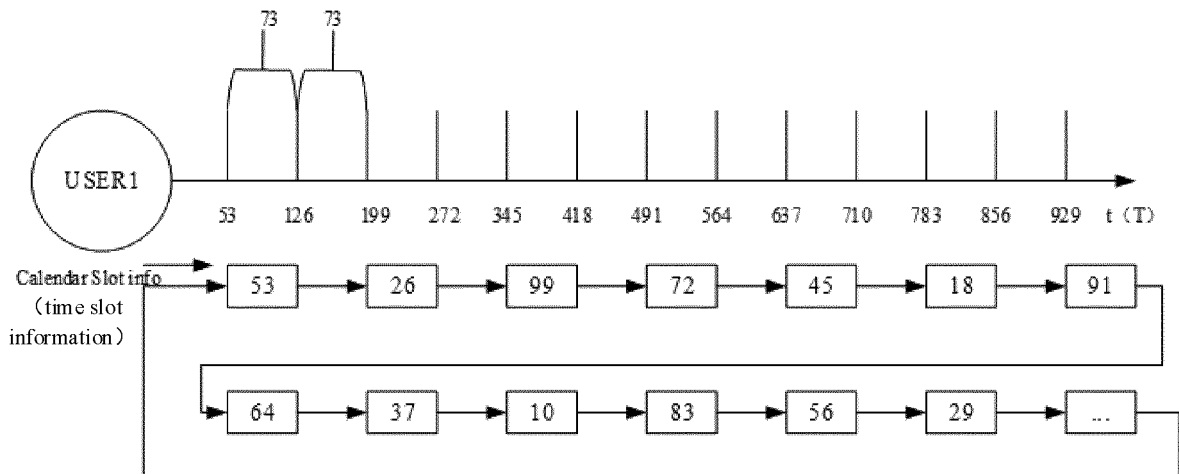 73 73
USER1
53 126 199 272 345 418 491 564 637 710 783 856 929 t（T）
Calendar Slot info
（time slot
information）
53 26 99 72 45 18 91
64 37 10 83 56 29 ...